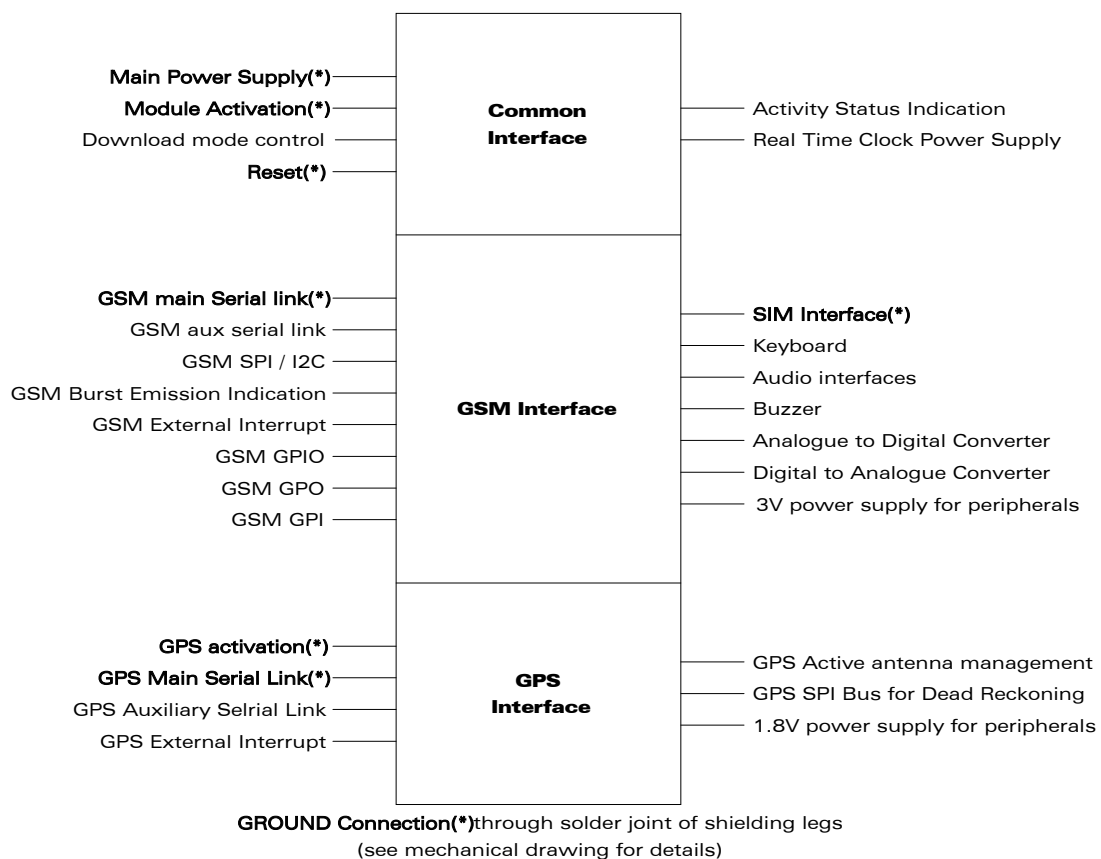 Main Power Supply(*)
Module Activation(*)
Download mode control
Reset(*)
Common
Interface
Activity Status Indication
Real Time Clock Power Supply
GSM main Serial link(*)
GSM aux serial link
GSM SPI / I2C
GSM Burst Emission Indication
GSM External Interrupt
GSM GPIO
GSM GPO
GSM GPI
GSM Interface
SIM Interface(*)
Keyboard
Audio interfaces
Buzzer
Analogue to Digital Converter
Digital to Analogue Converter
3V power supply for peripherals
GPS activation(*)
GPS Main Serial Link(*)
GPS Auxiliary Selrial Link
GPS External Interrupt
GPS
Interface
GPS Active antenna management
GPS SPI Bus for Dead Reckoning
1.8V power supply for peripherals
GROUND Connection(*)through solder joint of shielding legs
(see mechanical drawing for details)